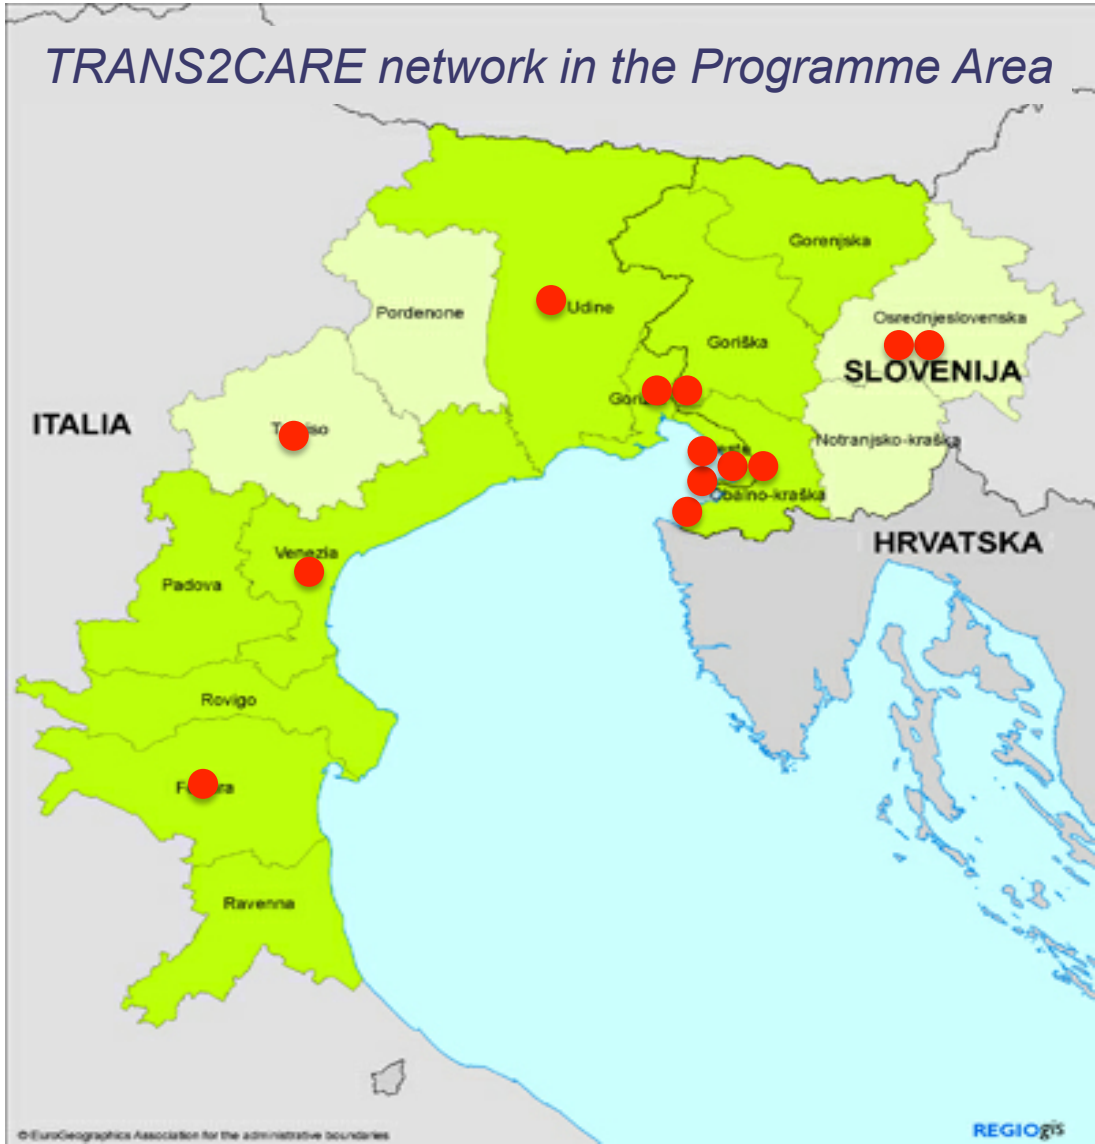 TRANS2CARE network in the Programme Area
Gorenjska
Udine
Pordenone
Osrednjeslovenska
Goriška
SLOVENIJA
ITALIA
Notranjsko-kraška
Obalno-kraška
HRVATSKA
Venezia
Padova
Rovigo
Ravenna
© EuroGeographics Association for the administrative boundaries
REGIOgis